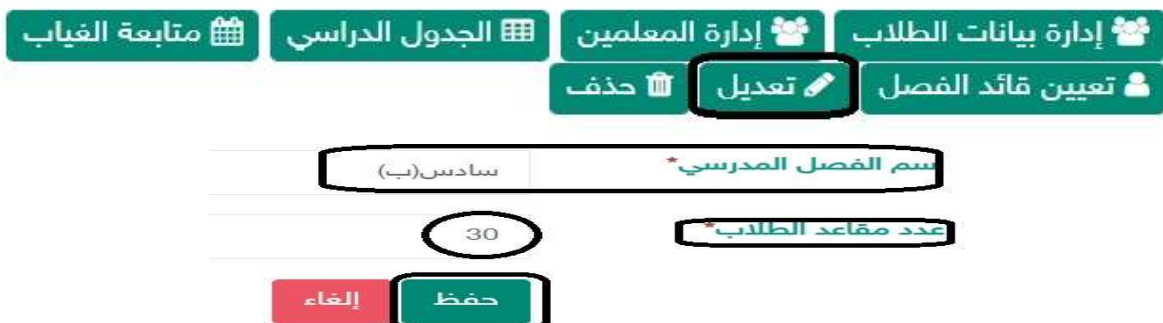 إدارة بيانات الطلاب إدارة المعلمين الجدول الدراسي متابعة الغياب
تعيين قائد الفصل تعديل حذف
سم الفصل المدرسي* سادس(ب)
عدد مقاعد الطلاب* 30
حفظ إلغاء